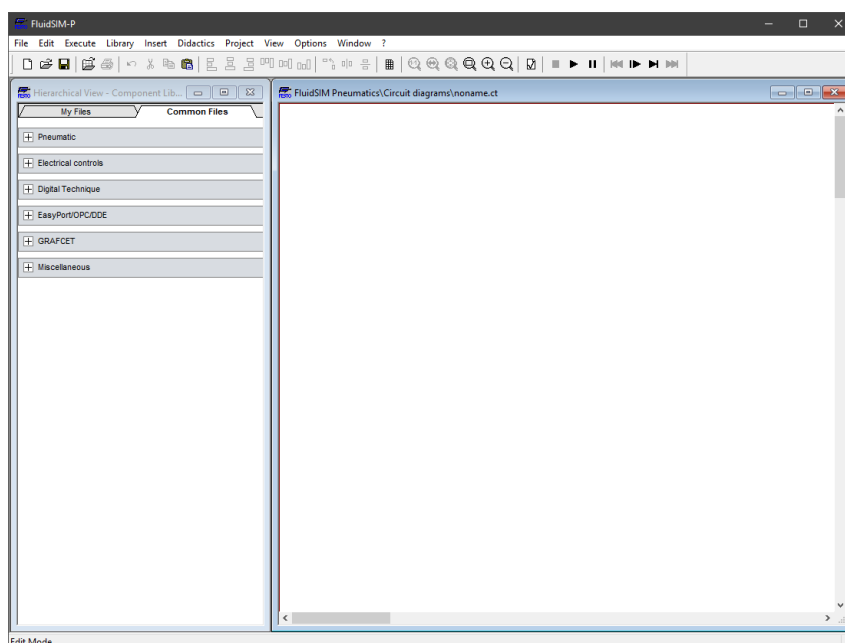 FluidSIM-P
File Edit Execute Library Insert Didactics Project View Options Window ?
Hierarchical View - Component Lib...
FluidSIM Pneumatics\Circuit diagrams\noname.ct
My Files
Common Files
Pneumatic
Electrical controls
Digital Technique
EasyPort/OPC/DDE
GRAFCET
Miscellaneous
Edit Mode